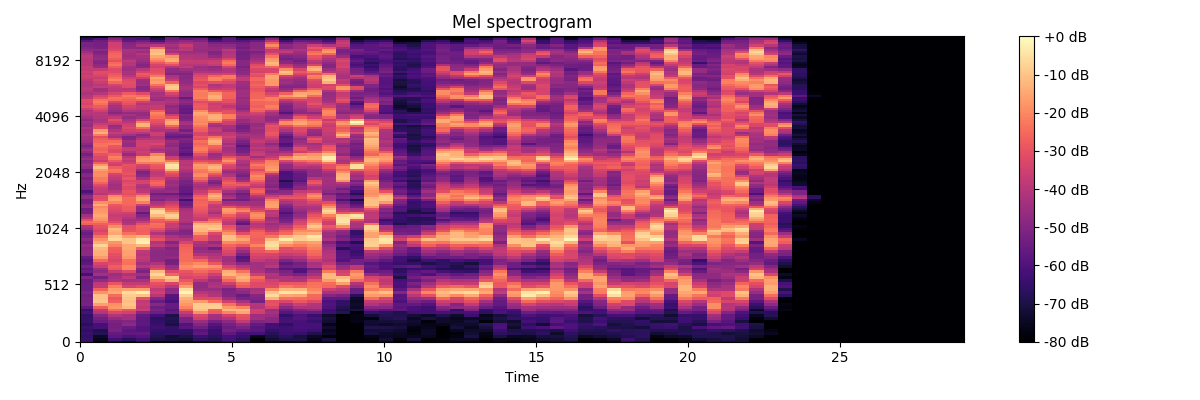 Mel spectrogram
8192
4096
2048
1024
512
0
Hz
0 5 10 15 20 25
Time
+0 dB
-10 dB
-20 dB
-30 dB
-40 dB
-50 dB
-60 dB
-70 dB
-80 dB